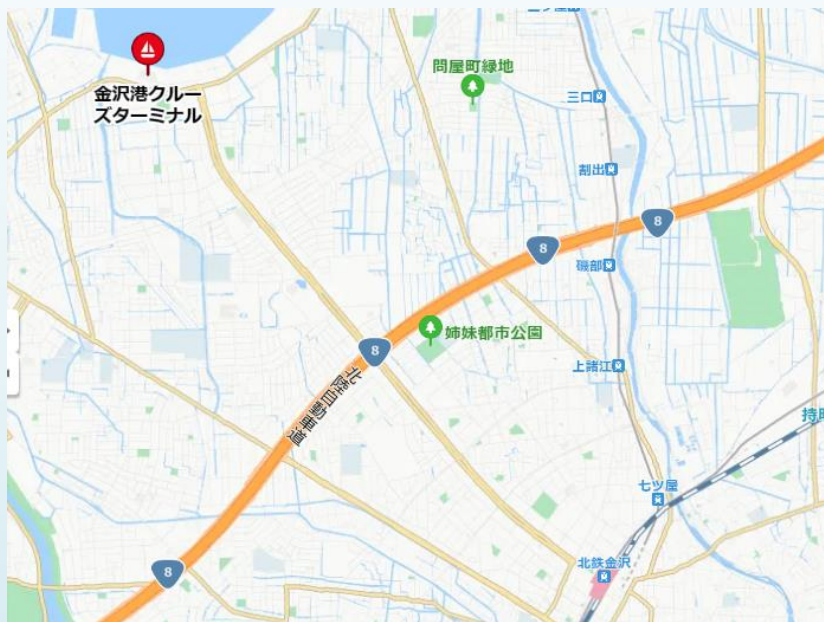 金沢港クルー
ズターミナル
問屋町緑地
三口
割出
8
8
磯部
姉妹都市公園
8
上諸江
北陸自動車道
七ツ屋
北鉄金沢
8